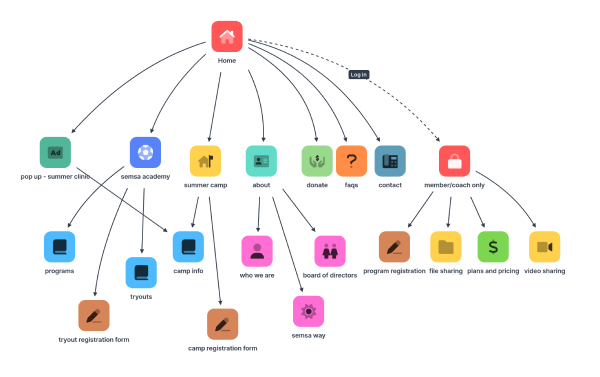 Home
Log in
Ad
pop up - summer clinic
semsa academy
summer camp
about
donate
faqs
contact
member/coach only
programs
tryouts
camp info
who we are
board of directors
program registration
file sharing
plans and pricing
video sharing
tryout registration form
camp registration form
semsa way